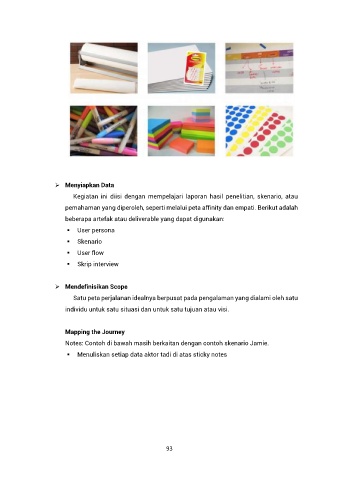 ➢ Menyiapkan Data
Kegiatan ini diisi dengan mempelajari laporan hasil penelitian, skenario, atau
pemahaman yang diperoleh, seperti melalui peta affinity dan empati. Berikut adalah
beberapa artefak atau deliverable yang dapat digunakan:
• User persona
• Skenario
• User flow
• Skrip interview
➢ Mendefinisikan Scope
Satu peta perjalanan idealnya berpusat pada pengalaman yang dialami oleh satu
individu untuk satu situasi dan untuk satu tujuan atau visi.
Mapping the Journey
Notes: Contoh di bawah masih berkaitan dengan contoh skenario Jamie.
• Menuliskan setiap data aktor tadi di atas sticky notes
93